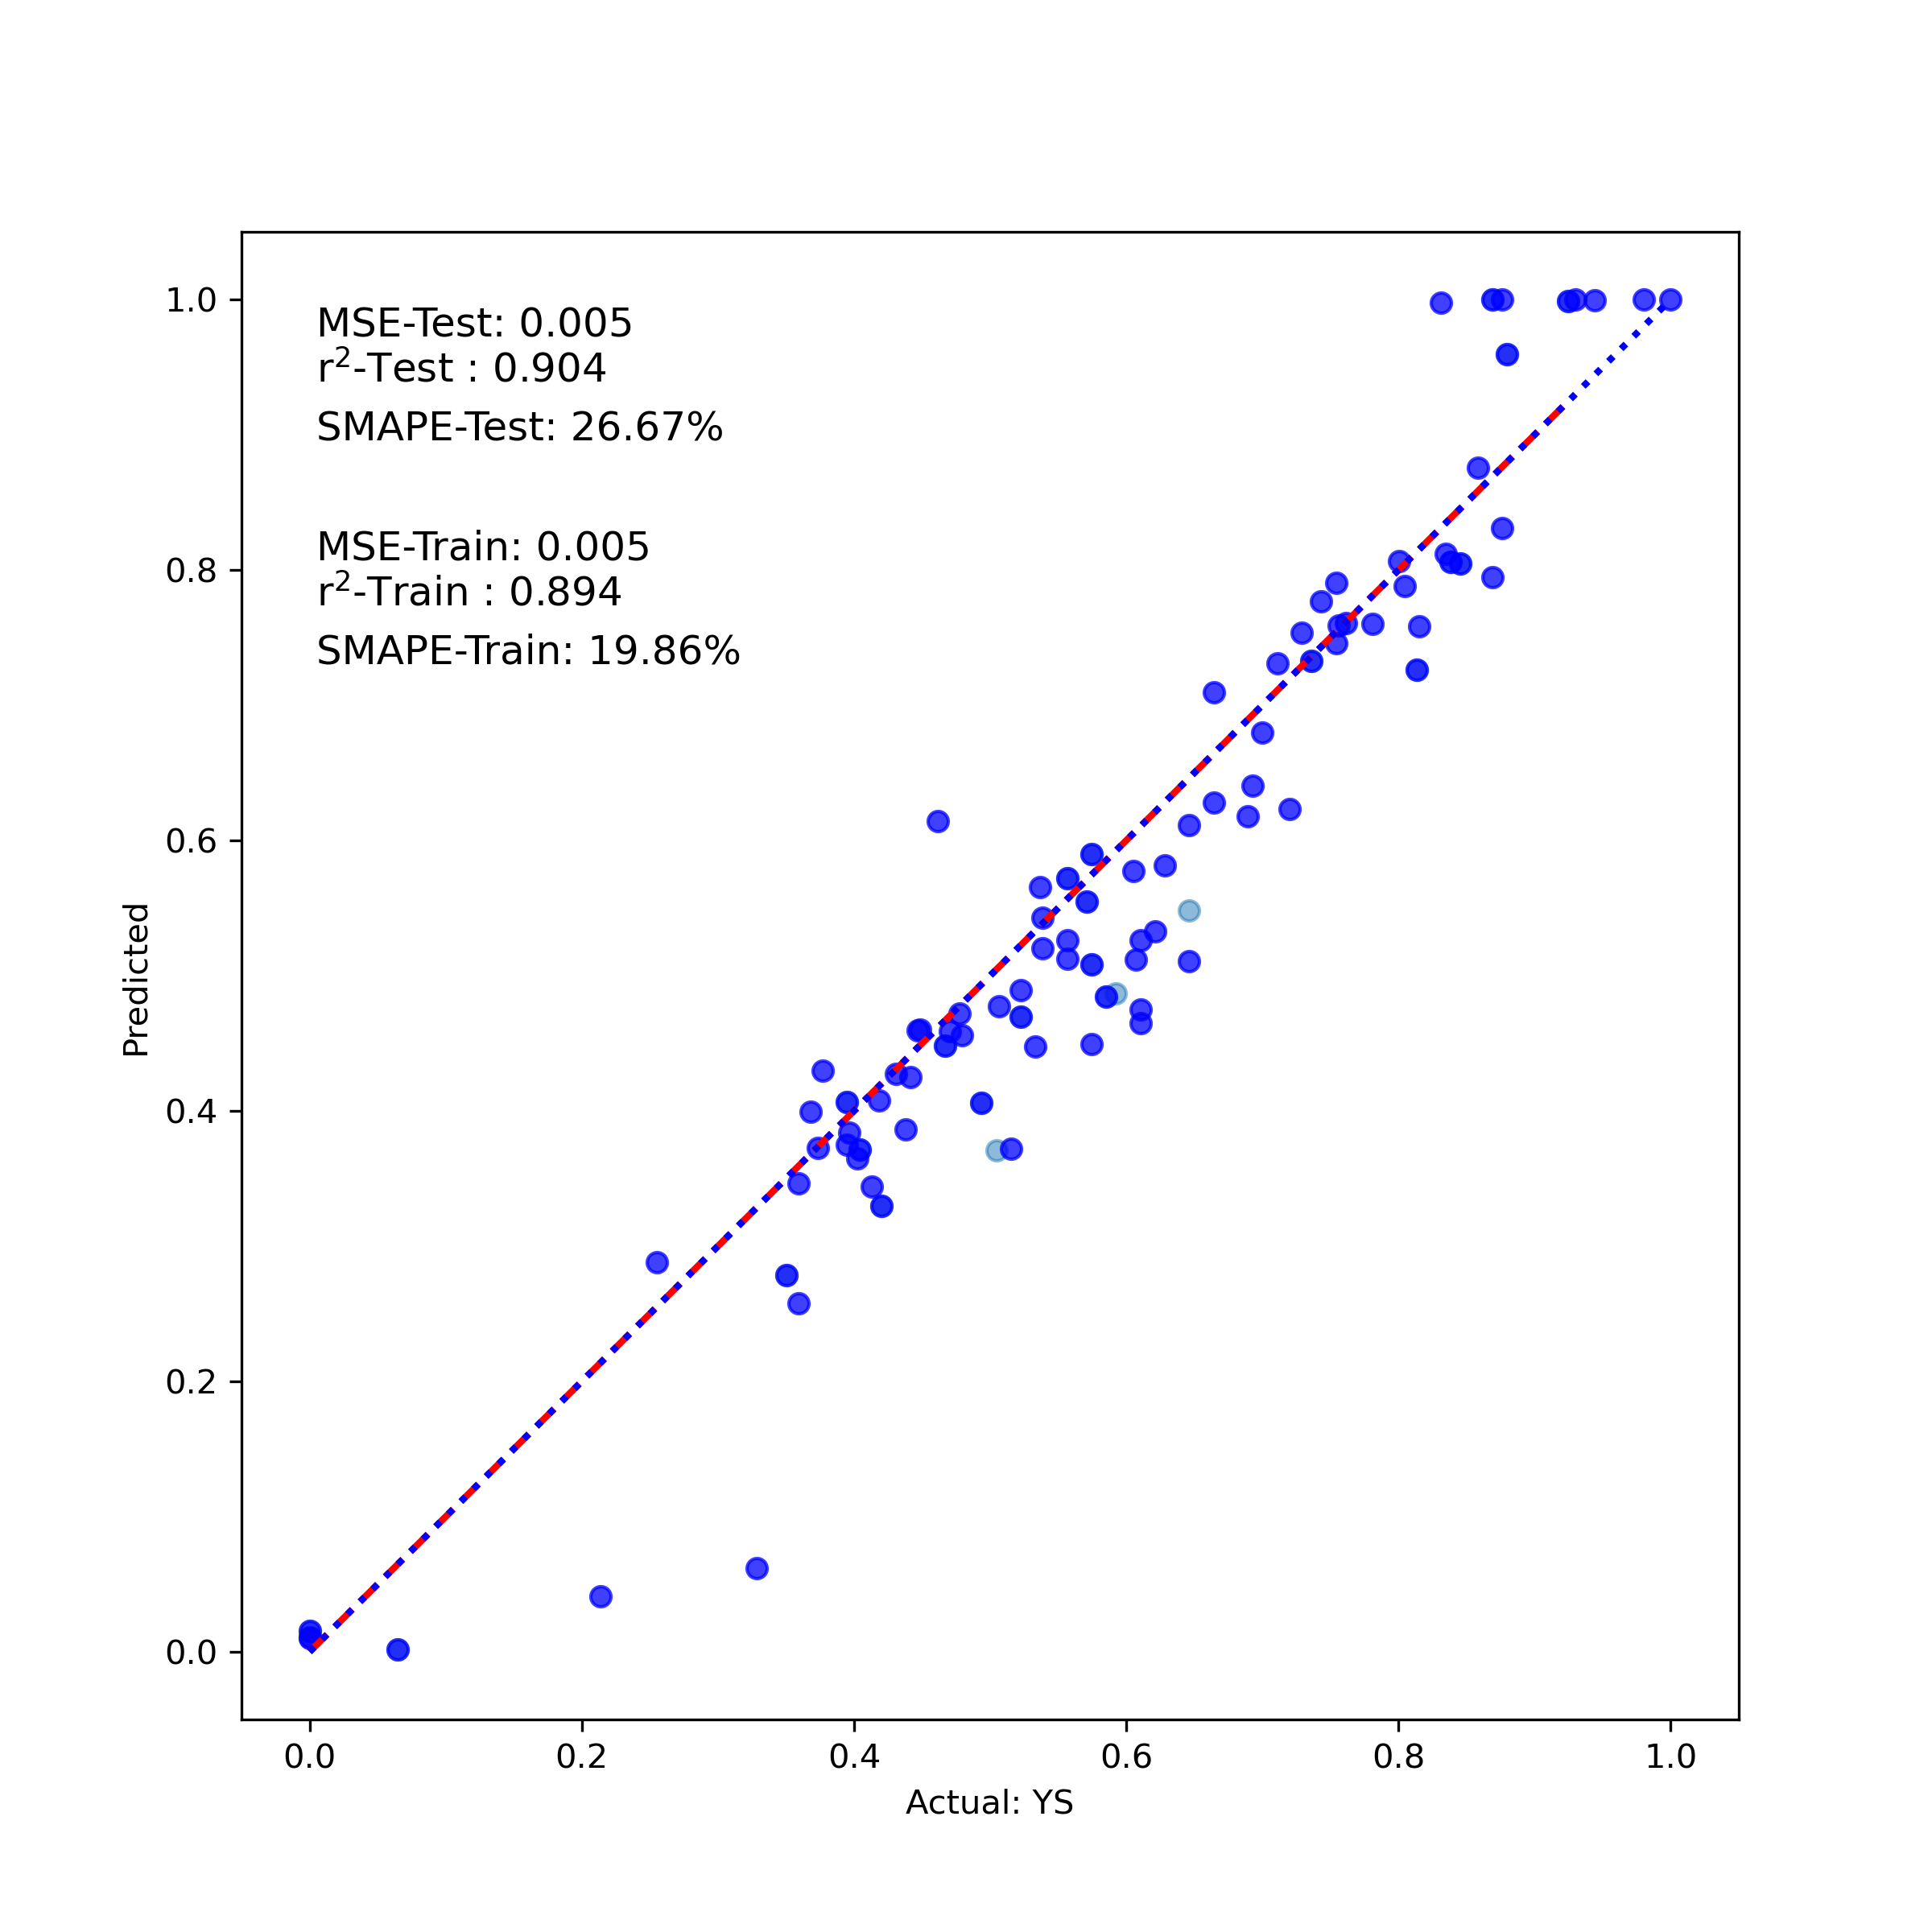 MSE-Test: 0.005
r²-Test : 0.904
SMAPE-Test: 26.67%
MSE-Train: 0.005
r²-Train : 0.894
SMAPE-Train: 19.86%
1.0
0.8
0.6
0.4
0.2
0.0
Predicted
0.0 0.2 0.4 0.6 0.8 1.0
Actual: YS